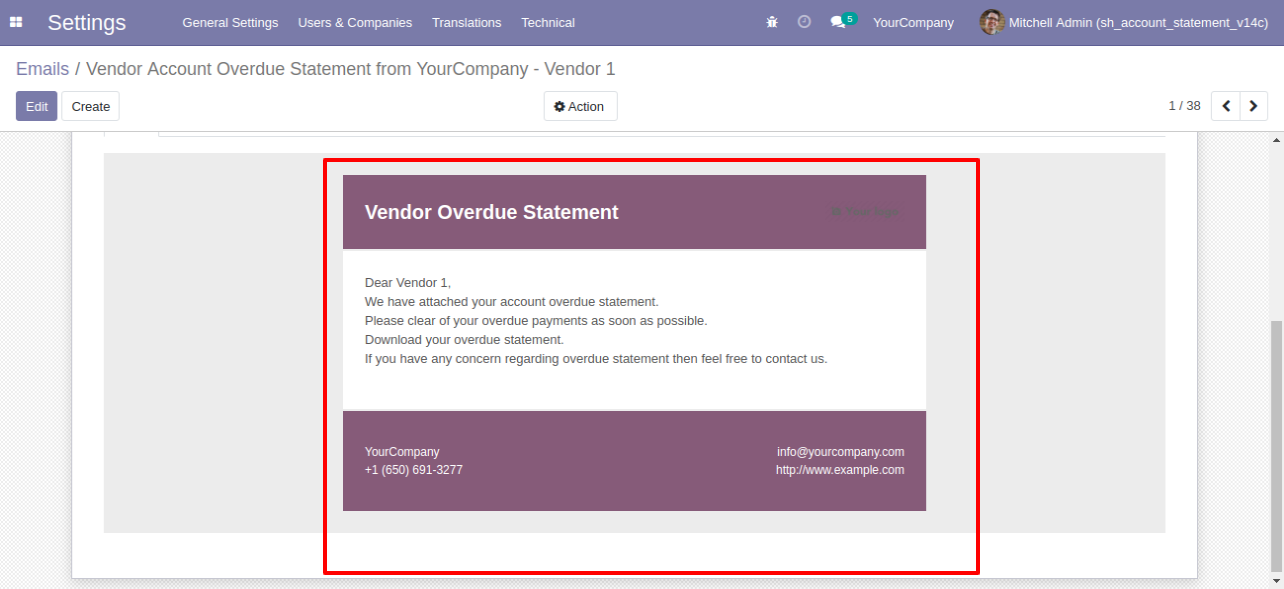 Settings
General Settings
Users & Companies
Translations
Technical
5
YourCompany
Mitchell Admin (sh_account_statement_v14c)
Emails / Vendor Account Overdue Statement from YourCompany - Vendor 1
Edit
Create
Action
1 / 38
Vendor Overdue Statement
Dear Vendor 1,
We have attached your account overdue statement.
Please clear of your overdue payments as soon as possible.
Download your overdue statement.
If you have any concern regarding overdue statement then feel free to contact us.
YourCompany
+1 (650) 691-3277
info@yourcompany.com
http://www.example.com